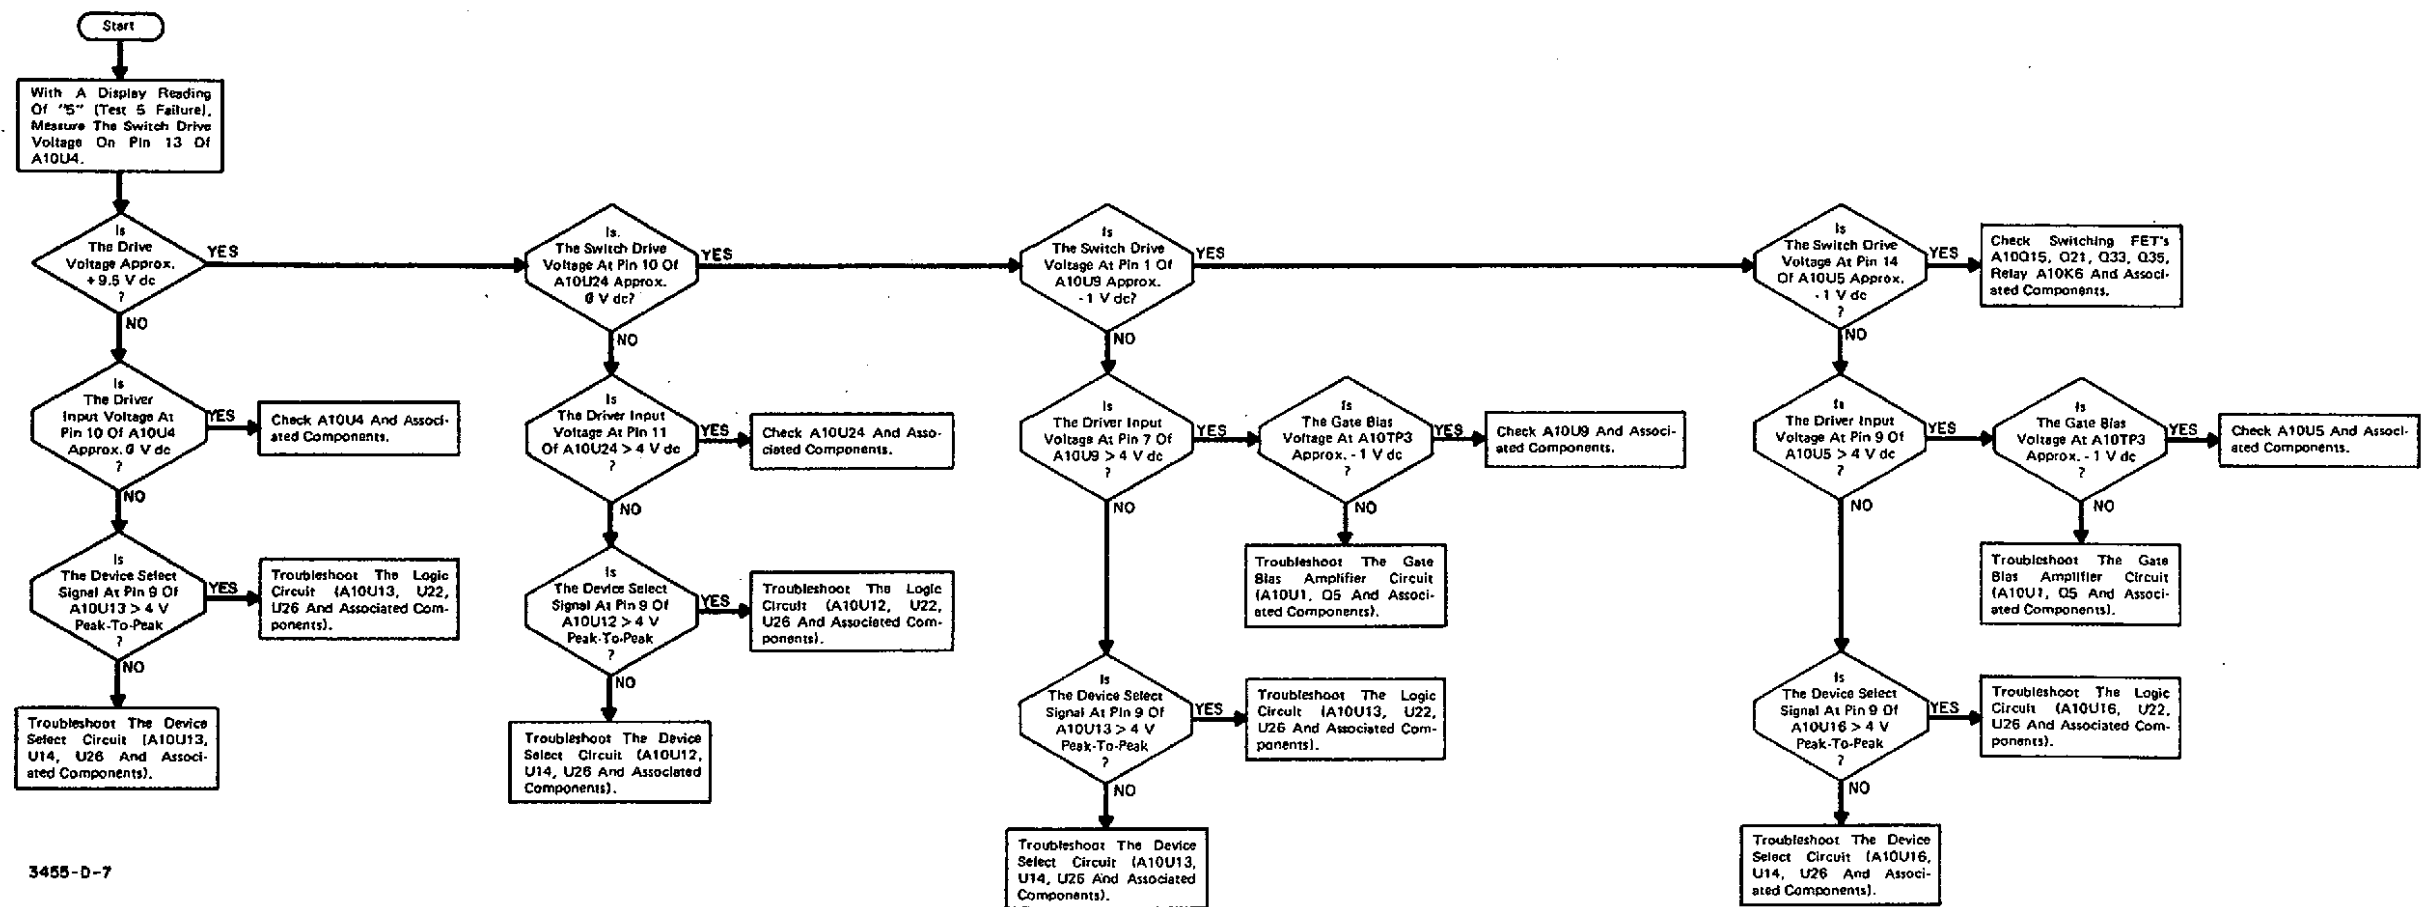 Start
With A Display Reading
Of "5" (Test 5 Failure),
Measure The Switch Drive
Voltage On Pin 13 Of
A10U4.
Is
The Drive
Voltage Approx.
+ 9.5 V dc
?
YES
NO
Is
The Driver
Input Voltage At
Pin 10 Of A10U4
Approx. 0 V dc
?
YES
Check A10U4 And Associ-
ated Components.
NO
Is
The Device Select
Signal At Pin 9 Of
A10U13 > 4 V
Peak-To-Peak
?
YES
Troubleshoot The Logic
Circuit (A10U13, U22,
U26 And Associated Com-
ponents).
NO
Troubleshoot The Device
Select Circuit (A10U13,
U14, U26 And Associ-
ated Components).
Is.
The Switch Drive
Voltage At Pin 10 Of
A10U24 Approx.
0 V dc?
YES
NO
Is
The Driver Input
Voltage At Pin 11
Of A10U24 > 4 V dc
?
YES
Check A10U24 And Asso-
ciated Components.
NO
Is
The Device Select
Signal At Pin 9 Of
A10U12 > 4 V
Peak-To-Peak
?
YES
Troubleshoot The Logic
Circuit (A10U12, U22,
U26 And Associated Com-
ponents).
NO
Troubleshoot The Device
Select Circuit (A10U12,
U14, U26 And Associated
Components).
Is
The Switch Drive
Voltage At Pin 1 Of
A10U9 Approx.
- 1 V dc?
YES
NO
Is
The Driver Input
Voltage At Pin 7 Of
A10U9 > 4 V dc
?
YES
Is
The Gate Bias
Voltage At A10TP3
Approx. - 1 V dc
?
YES
Check A10U9 And Associ-
ated Components.
NO
Troubleshoot The Gate
Bias Amplifier Circuit
(A10U1, Q5 And Associ-
ated Components).
NO
Is
The Device Select
Signal At Pin 9 Of
A10U13 > 4 V
Peak-To-Peak
?
YES
Troubleshoot The Logic
Circuit (A10U13, U22,
U26 And Associated Com-
ponents).
NO
Troubleshoot The Device
Select Circuit (A10U13,
U14, U26 And Associated
Components).
Is
The Switch Drive
Voltage At Pin 14
Of A10U5 Approx.
- 1 V dc
?
YES
Check Switching FET's
A10Q15, Q21, Q33, Q35,
Relay A10K6 And Associ-
ated Components.
NO
Is
The Driver Input
Voltage At Pin 9 Of
A10U5 > 4 V dc
?
YES
Is
The Gate Bias
Voltage At A10TP3
Approx. - 1 V dc
?
YES
Check A10U5 And Associ-
ated Components.
NO
Troubleshoot The Gate
Bias Amplifier Circuit
(A10U1, Q5 And Associ-
ated Components).
NO
Is
The Device Select
Signal At Pin 9 Of
A10U16 > 4 V
Peak-To-Peak
?
YES
Troubleshoot The Logic
Circuit (A10U16, U22,
U26 And Associated Com-
ponents).
NO
Troubleshoot The Device
Select Circuit (A10U16,
U14, U26 And Associ-
ated Components).
3455-D-7